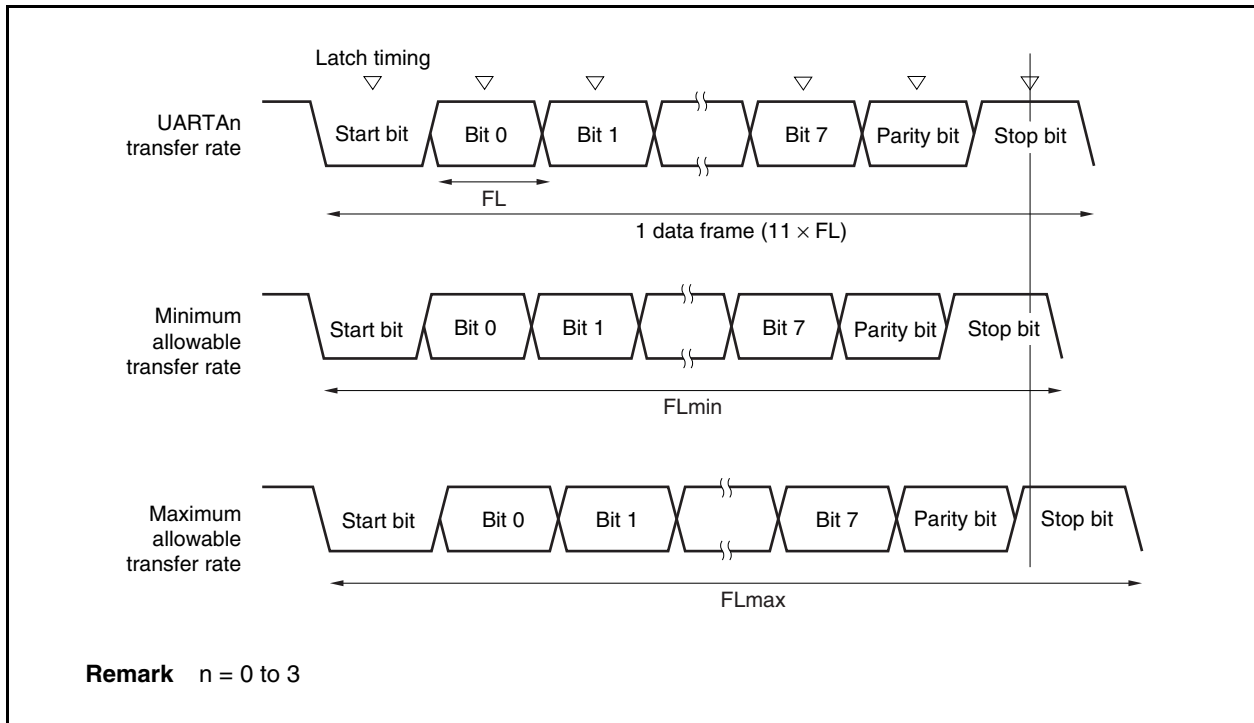 Latch timing
UARTAn
transfer rate
Start bit
Bit 0
Bit 1
Bit 7
Parity bit
Stop bit
FL
1 data frame (11 × FL)
Minimum
allowable
transfer rate
Start bit
Bit 0
Bit 1
Bit 7
Parity bit
Stop bit
FLmin
Maximum
allowable
transfer rate
Start bit
Bit 0
Bit 1
Bit 7
Parity bit
Stop bit
FLmax
Remark n = 0 to 3